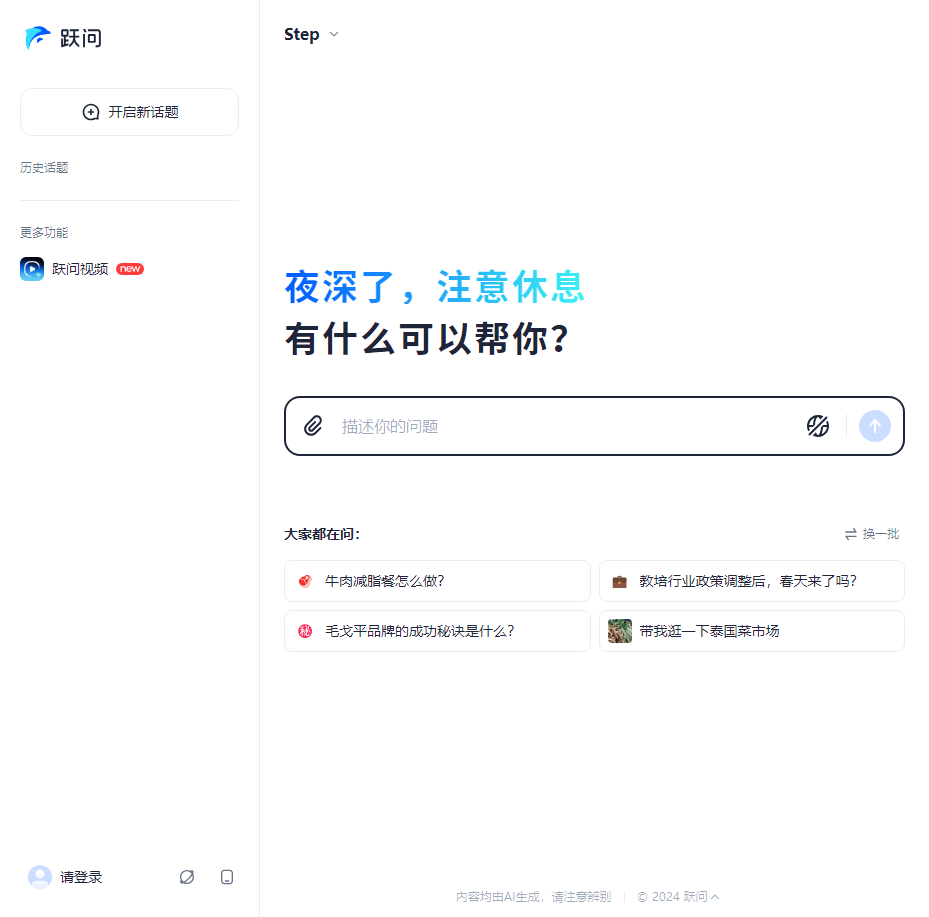 跃问
开启新话题
历史话题
更多功能
跃问视频 new
请登录
Step
夜深了，注意休息
有什么可以帮你?
描述你的问题
大家都在问：
换一批
牛肉减脂餐怎么做?
教培行业政策调整后，春天来了吗?
秘 毛戈平品牌的成功秘诀是什么?
带我逛一下泰国菜市场
内容均由AI生成，请注意辨别 | © 2024 跃问